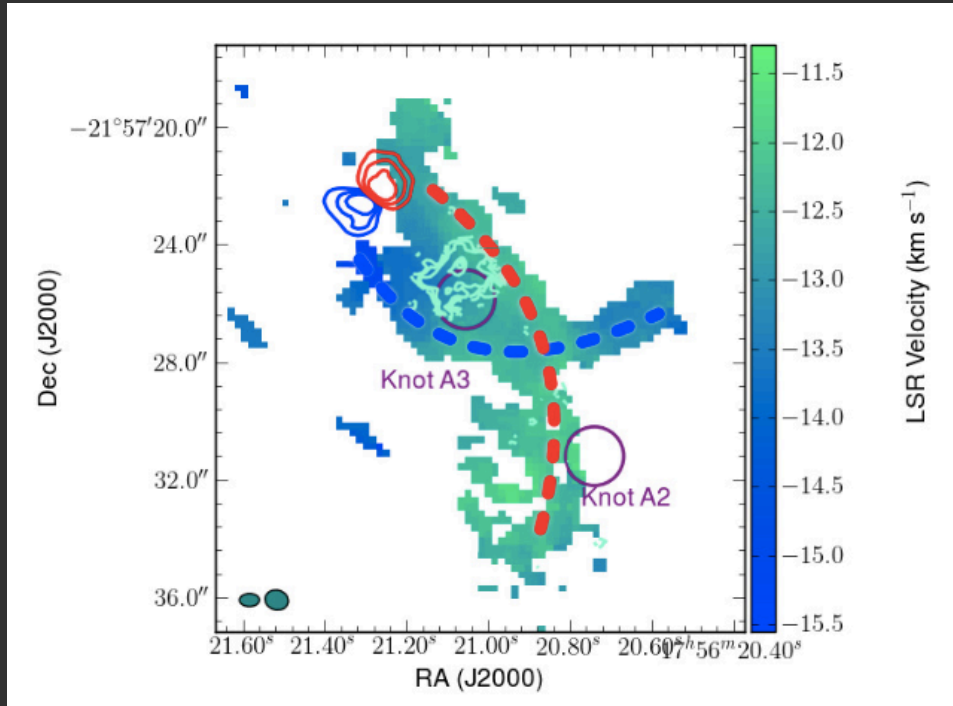 −21°57′20.0″
24.0″
28.0″
32.0″
36.0″
Dec (J2000)
Knot A3
Knot A2
21.60ˢ 21.40ˢ 21.20ˢ 21.00ˢ 20.80ˢ 20.60ˢ 17ʰ56ᵐ20.40ˢ
RA (J2000)
−11.5
−12.0
−12.5
−13.0
−13.5
−14.0
−14.5
−15.0
−15.5
LSR Velocity (km s⁻¹)